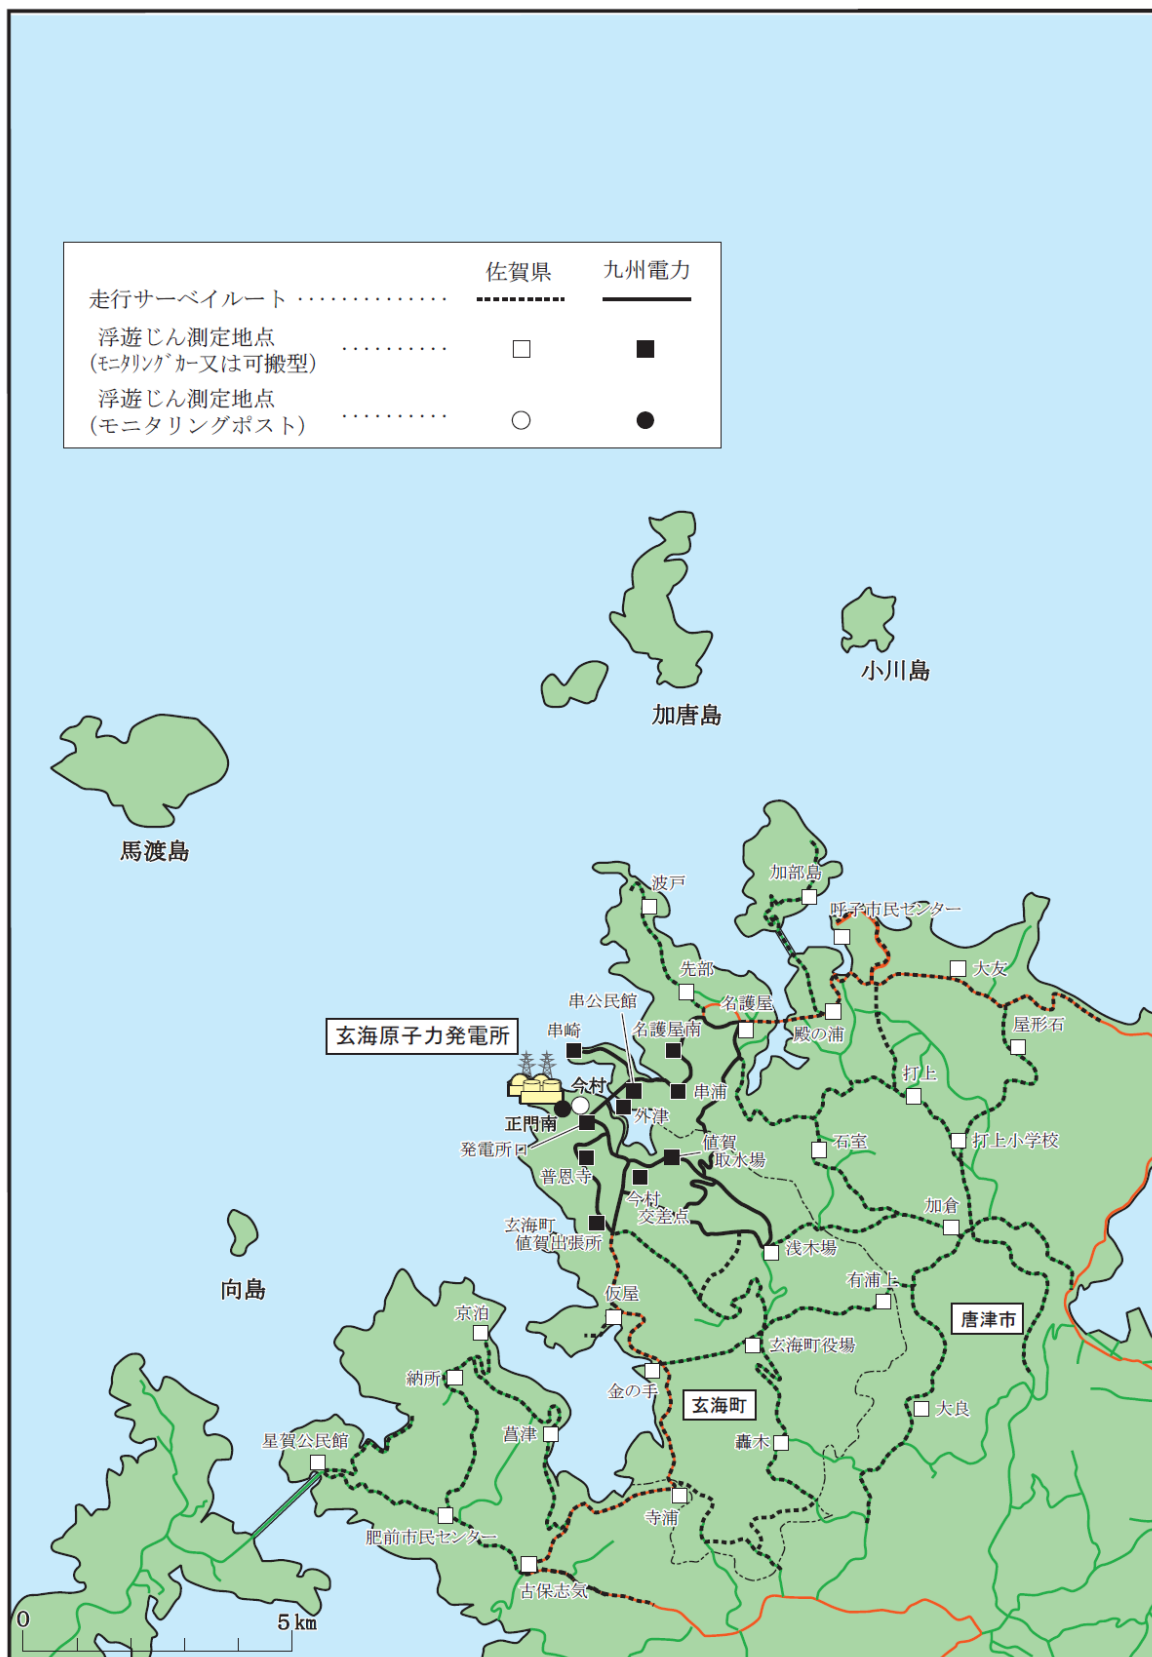 佐賀県
九州電力
走行サーベイルート ··············
浮遊じん測定地点
(ﾓﾆﾀﾘﾝｸﾞｶｰ又は可搬型)
··········
浮遊じん測定地点
(モニタリングポスト)
··········
小川島
加唐島
馬渡島
加部島
波戸
呼子市民センター
先部
大友
串公民館
名護屋
玄海原子力発電所
串崎
名護屋南
殿の浦
屋形石
打上
今村
串浦
正門南
外津
発電所口
値賀
取水場
石室
打上小学校
普恩寺
今村
交差点
加倉
玄海町
値賀出張所
浅木場
向島
有浦上
仮屋
京泊
唐津市
玄海町役場
納所
金の手
玄海町
大良
星賀公民館
菖津
轟木
寺浦
肥前市民センター
古保志気
0
5km